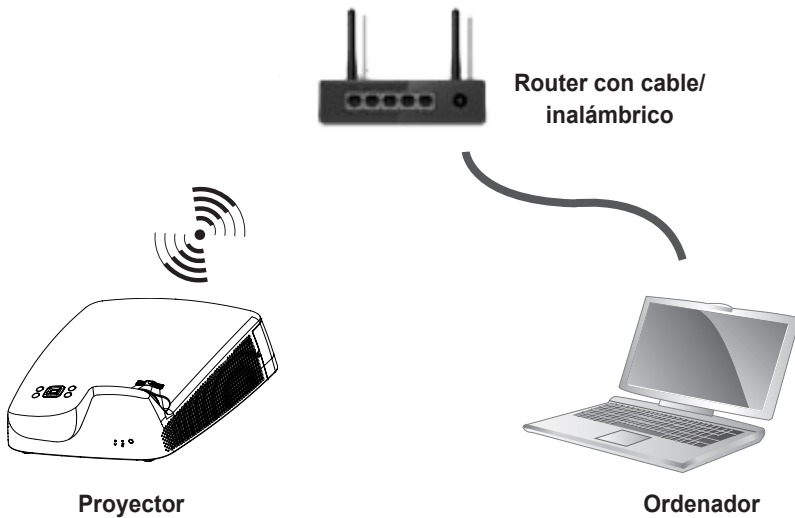 Router con cable/
inalámbrico
Proyector
Ordenador